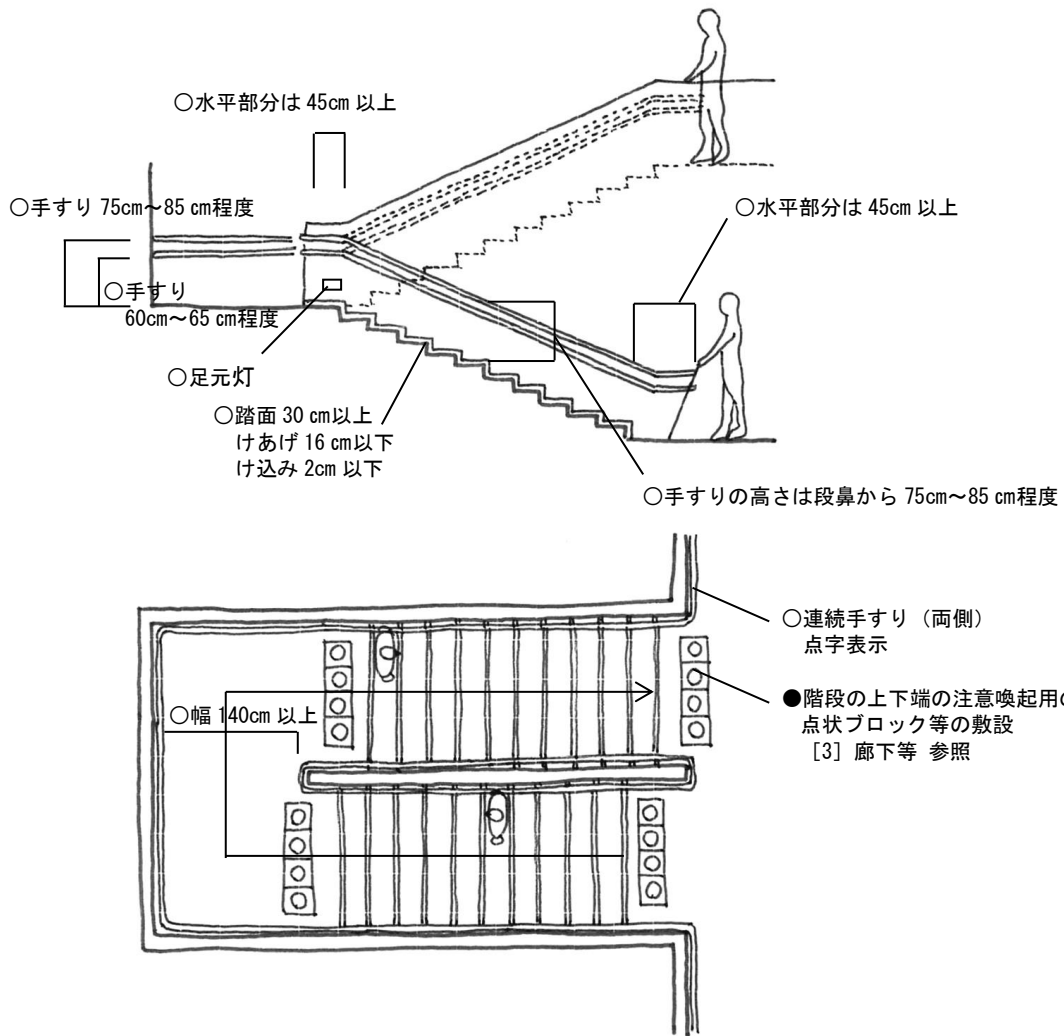 ○水平部分は 45cm 以上
○手すり 75cm～85 cm程度
○水平部分は 45cm 以上
○手すり
60cm～65 cm程度
○足元灯
○踏面 30 cm以上
けあげ 16 cm以下
け込み 2cm 以下
○手すりの高さは段鼻から 75cm～85 cm程度
○連続手すり（両側）
点字表示
●階段の上下端の注意喚起用の
点状ブロック等の敷設
［3］廊下等 参照
○幅 140cm 以上